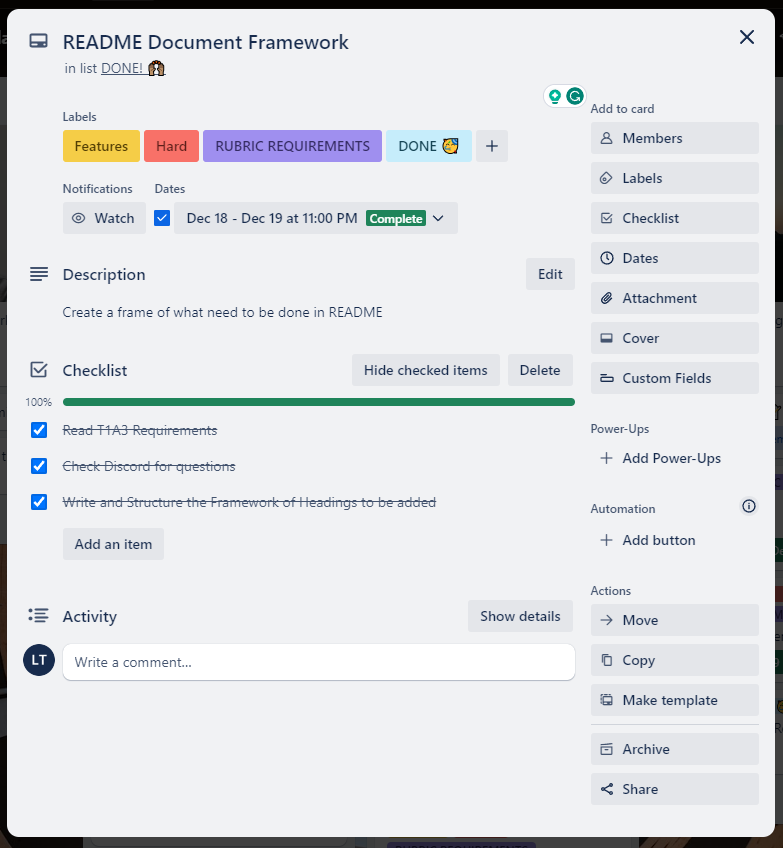 README Document Framework
in list DONE!
Labels
Features Hard RUBRIC REQUIREMENTS DONE
Notifications Dates
Watch Dec 18 - Dec 19 at 11:00 PM Complete
Description Edit
Create a frame of what need to be done in README
Checklist Hide checked items Delete
100%
Read T1A3 Requirements
Check Discord for questions
Write and Structure the Framework of Headings to be added
Add an item
Activity Show details
LT Write a comment...
Add to card
Members
Labels
Checklist
Dates
Attachment
Cover
Custom Fields
Power-Ups
Add Power-Ups
Automation
Add button
Actions
Move
Copy
Make template
Archive
Share
RUBRIC REQUIREMENTS